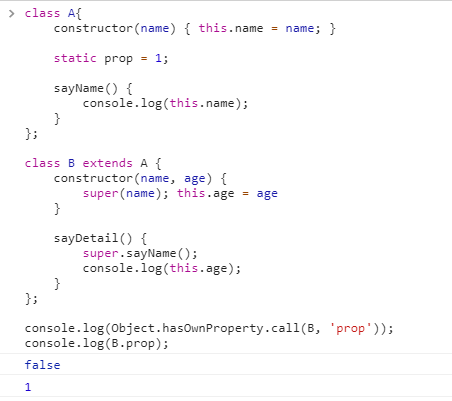 > class A{
    constructor(name) { this.name = name; }

    static prop = 1;

    sayName() {
        console.log(this.name);
    }
};

class B extends A {
    constructor(name, age) {
        super(name); this.age = age
    }

    sayDetail() {
        super.sayName();
        console.log(this.age);
    }
};

console.log(Object.hasOwnProperty.call(B, 'prop'));
console.log(B.prop);
false
1